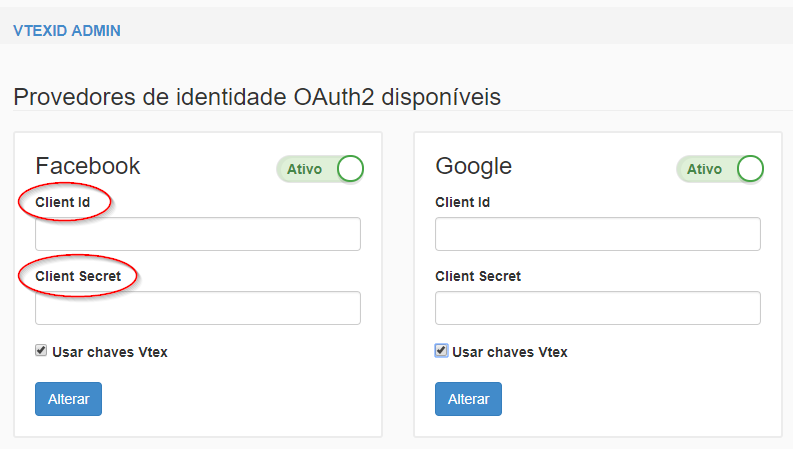 VTEXID ADMIN
Provedores de identidade OAuth2 disponíveis
Facebook
Ativo
Client Id
Client Secret
Usar chaves Vtex
Alterar
Google
Ativo
Client Id
Client Secret
Usar chaves Vtex
Alterar